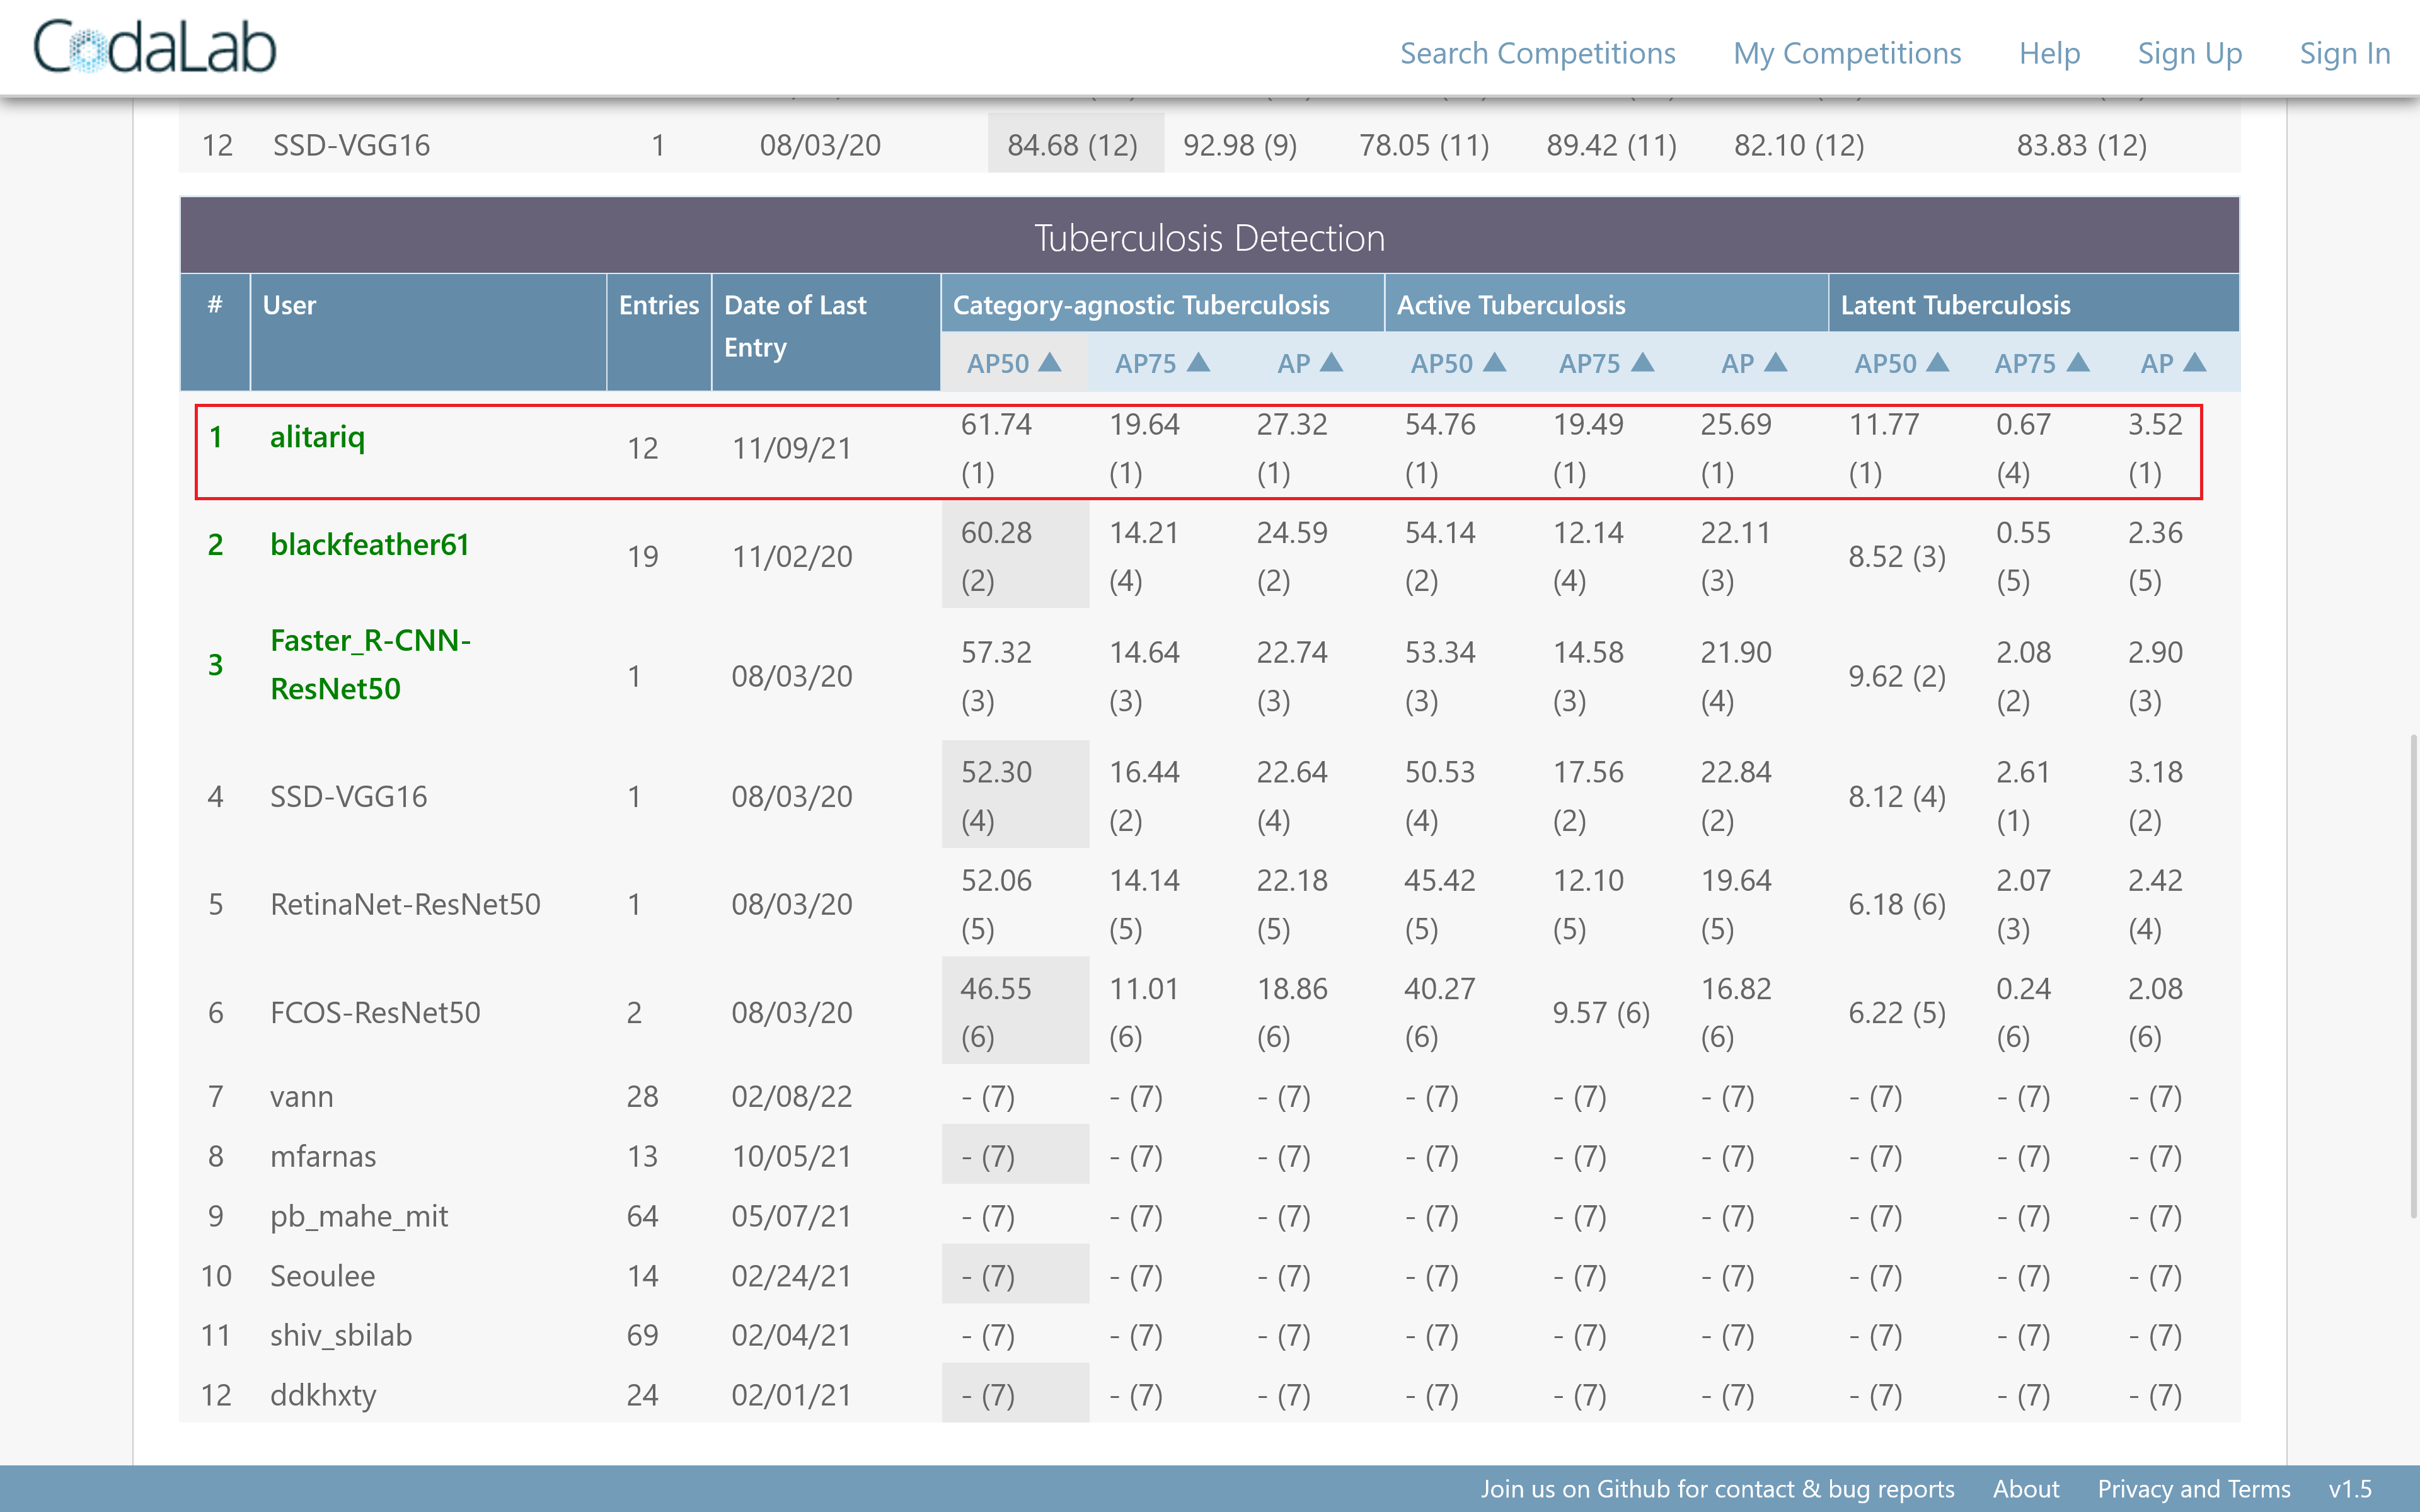 CodaLab
Search Competitions My Competitions Help Sign Up Sign In
12 SSD-VGG16 1 08/03/20 84.68 (12) 92.98 (9) 78.05 (11) 89.42 (11) 82.10 (12) 83.83 (12)
Tuberculosis Detection
# User Entries Date of Last Entry Category-agnostic Tuberculosis Active Tuberculosis Latent Tuberculosis
AP50 ▲ AP75 ▲ AP ▲ AP50 ▲ AP75 ▲ AP ▲ AP50 ▲ AP75 ▲ AP ▲
1 alitariq 12 11/09/21 61.74 (1) 19.64 (1) 27.32 (1) 54.76 (1) 19.49 (1) 25.69 (1) 11.77 (1) 0.67 (4) 3.52 (1)
2 blackfeather61 19 11/02/20 60.28 (2) 14.21 (4) 24.59 (2) 54.14 (2) 12.14 (4) 22.11 (3) 8.52 (3) 0.55 (5) 2.36 (5)
3 Faster_R-CNN-ResNet50 1 08/03/20 57.32 (3) 14.64 (3) 22.74 (3) 53.34 (3) 14.58 (3) 21.90 (4) 9.62 (2) 2.08 (2) 2.90 (3)
4 SSD-VGG16 1 08/03/20 52.30 (4) 16.44 (2) 22.64 (4) 50.53 (4) 17.56 (2) 22.84 (2) 8.12 (4) 2.61 (1) 3.18 (2)
5 RetinaNet-ResNet50 1 08/03/20 52.06 (5) 14.14 (5) 22.18 (5) 45.42 (5) 12.10 (5) 19.64 (5) 6.18 (6) 2.07 (3) 2.42 (4)
6 FCOS-ResNet50 2 08/03/20 46.55 (6) 11.01 (6) 18.86 (6) 40.27 (6) 9.57 (6) 16.82 (6) 6.22 (5) 0.24 (6) 2.08 (6)
7 vann 28 02/08/22 - (7) - (7) - (7) - (7) - (7) - (7) - (7) - (7) - (7)
8 mfarnas 13 10/05/21 - (7) - (7) - (7) - (7) - (7) - (7) - (7) - (7) - (7)
9 pb_mahe_mit 64 05/07/21 - (7) - (7) - (7) - (7) - (7) - (7) - (7) - (7) - (7)
10 Seoulee 14 02/24/21 - (7) - (7) - (7) - (7) - (7) - (7) - (7) - (7) - (7)
11 shiv_sbilab 69 02/04/21 - (7) - (7) - (7) - (7) - (7) - (7) - (7) - (7) - (7)
12 ddkhxty 24 02/01/21 - (7) - (7) - (7) - (7) - (7) - (7) - (7) - (7) - (7)
Join us on Github for contact & bug reports About Privacy and Terms v1.5